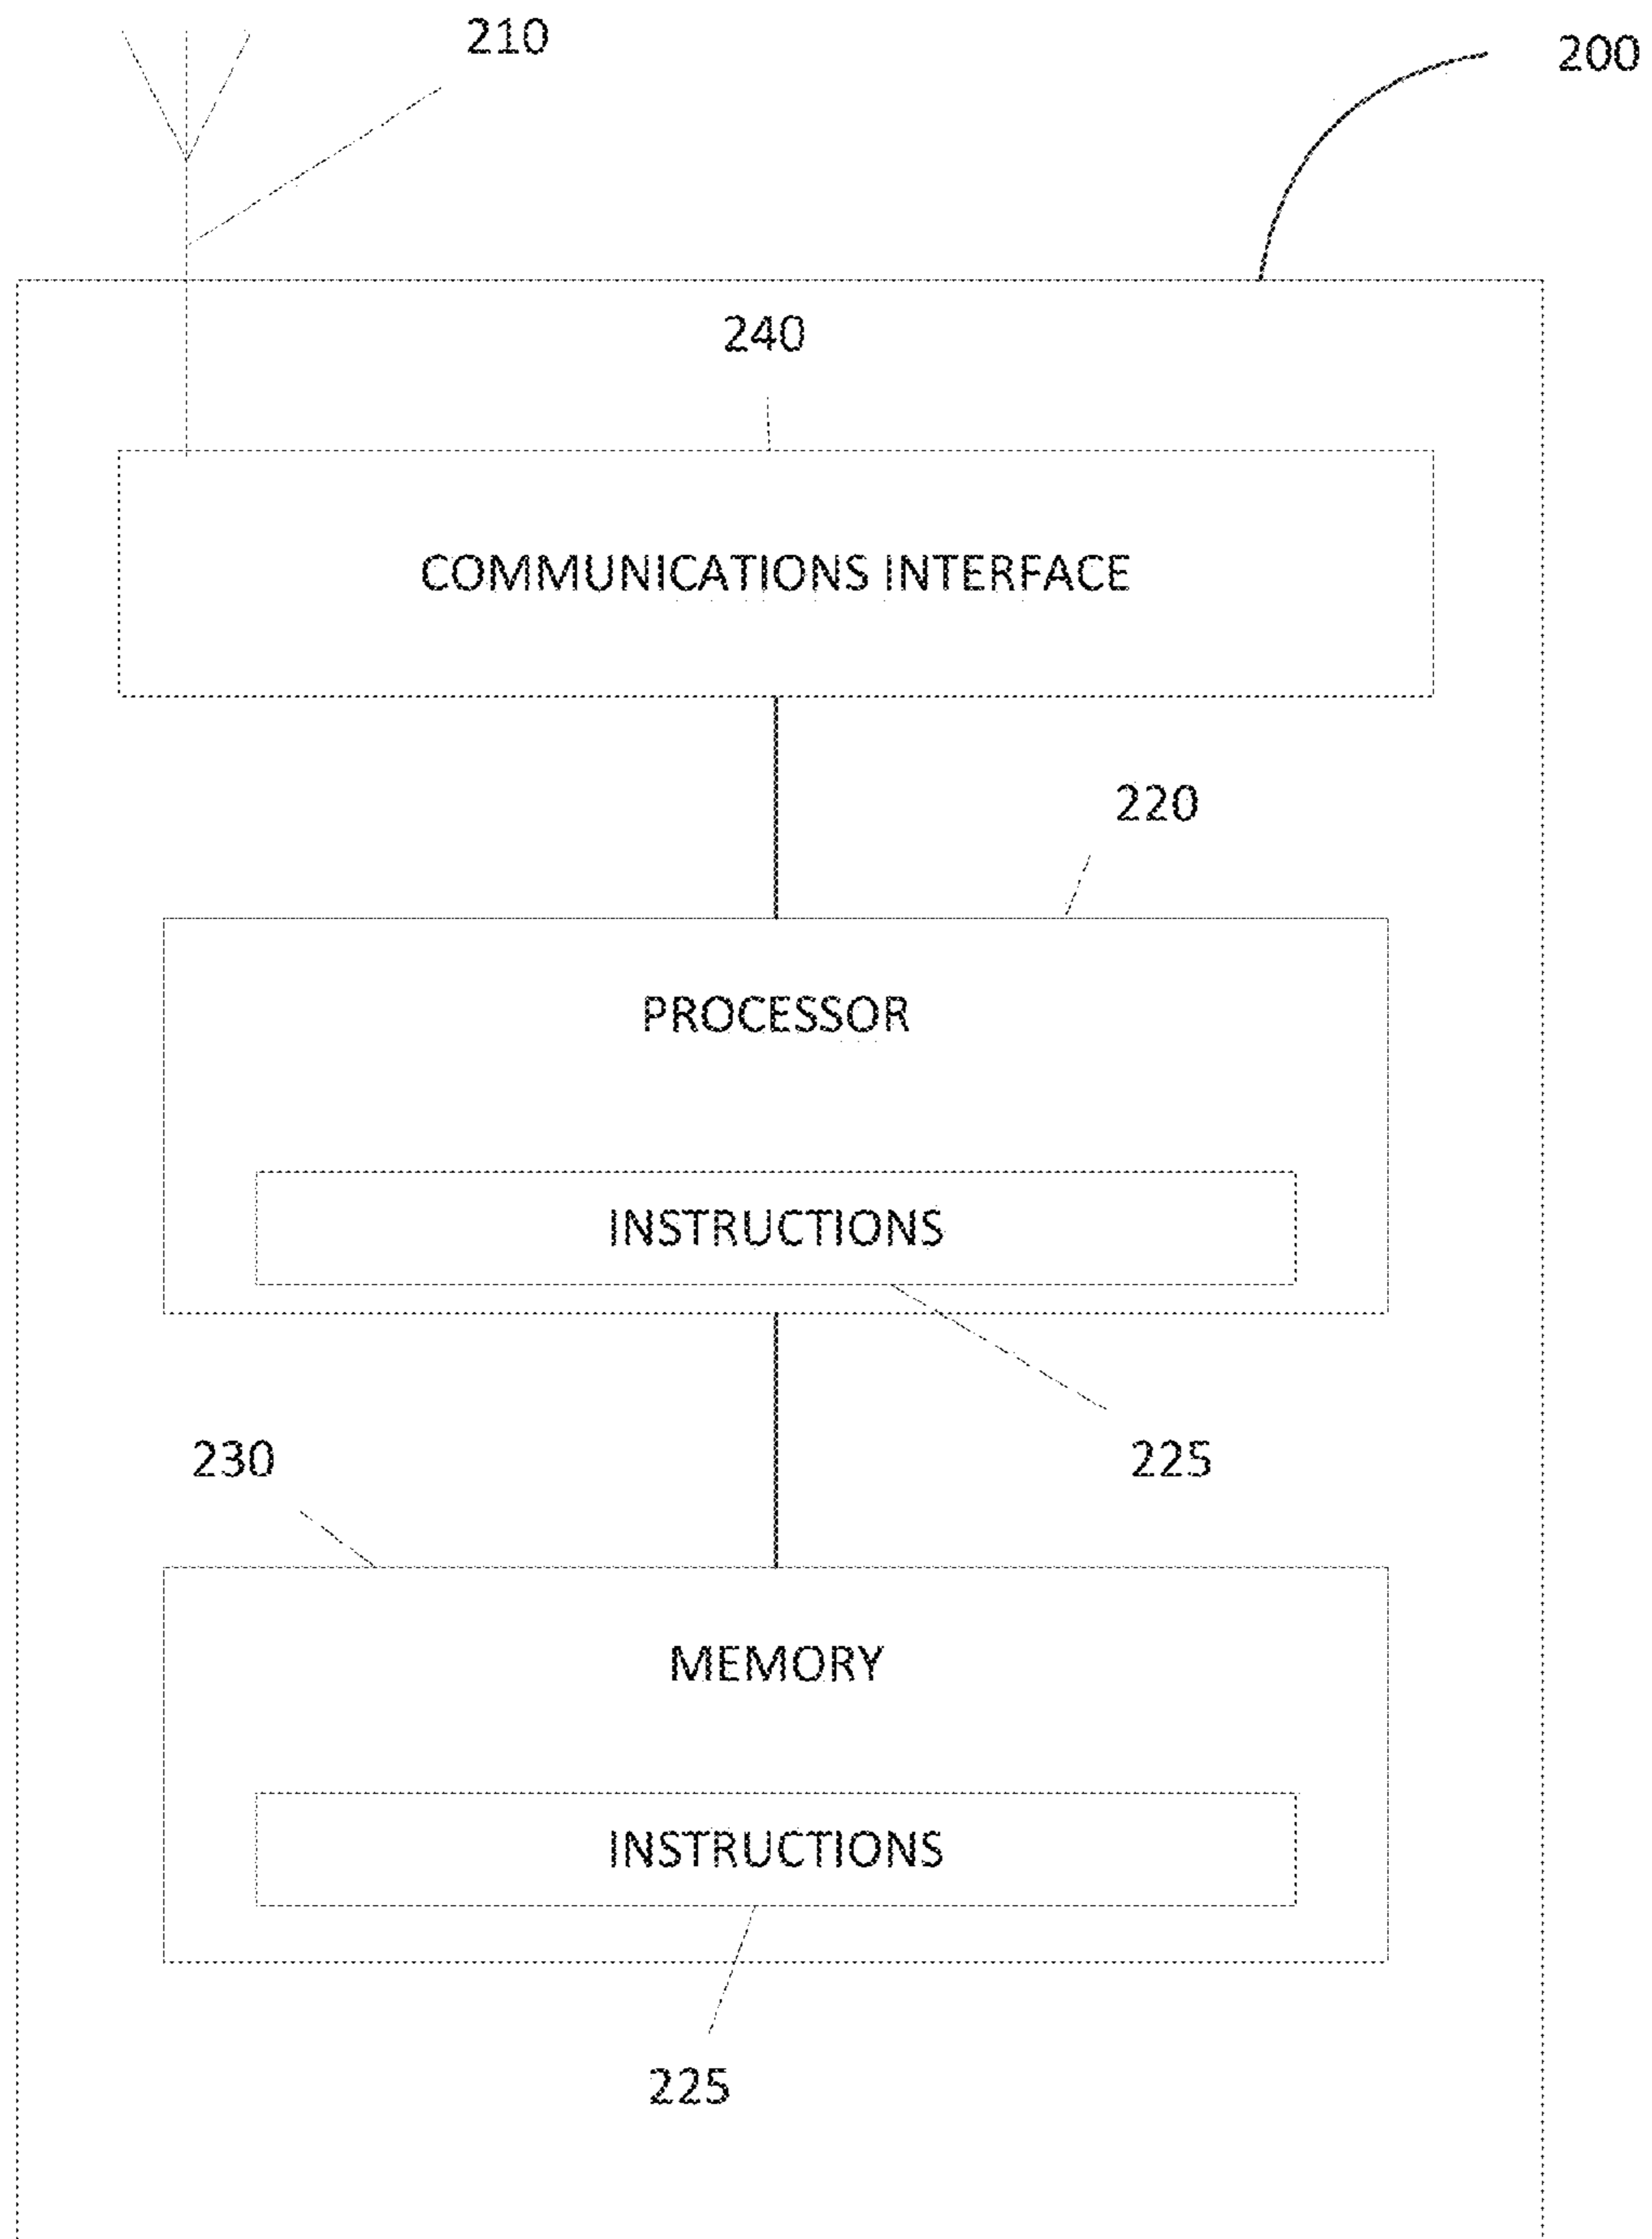 210
200
240
COMMUNICATIONS INTERFACE
220
PROCESSOR
INSTRUCTIONS
230
225
MEMORY
INSTRUCTIONS
225